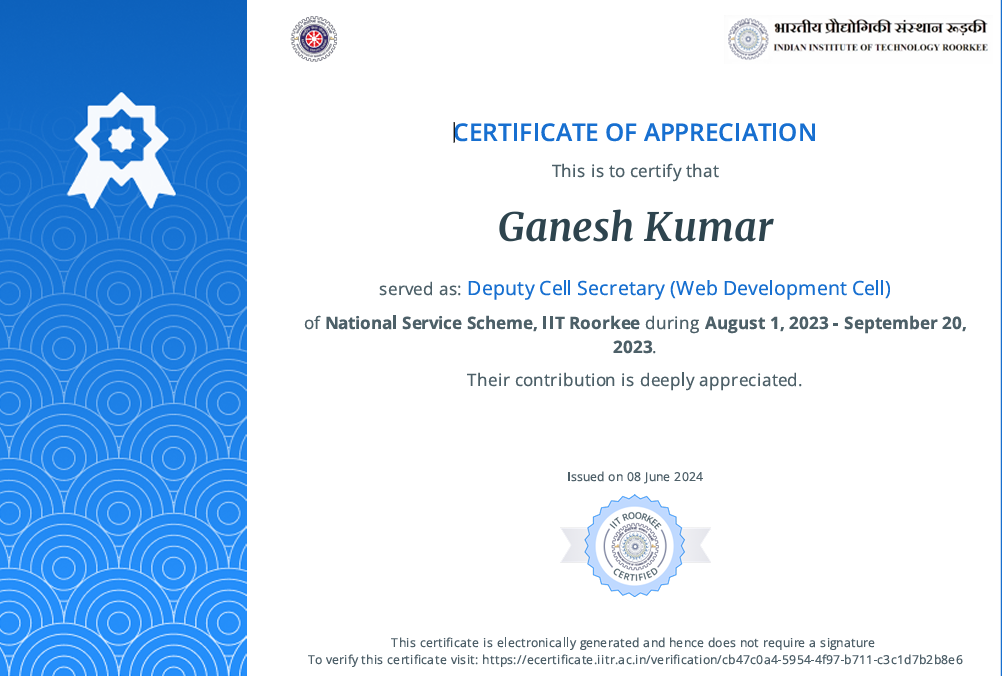 भारतीय प्रौद्योगिकी संस्थान रूड़की
INDIAN INSTITUTE OF TECHNOLOGY ROORKEE
CERTIFICATE OF APPRECIATION
This is to certify that
Ganesh Kumar
served as: Deputy Cell Secretary (Web Development Cell)
of National Service Scheme, IIT Roorkee during August 1, 2023 - September 20,
2023.
Their contribution is deeply appreciated.
Issued on 08 June 2024
IIT ROORKEE
CERTIFIED
This certificate is electronically generated and hence does not require a signature
To verify this certificate visit: https://ecertificate.iitr.ac.in/verification/cb47c0a4-5954-4f97-b711-c3c1d7b2b8e6